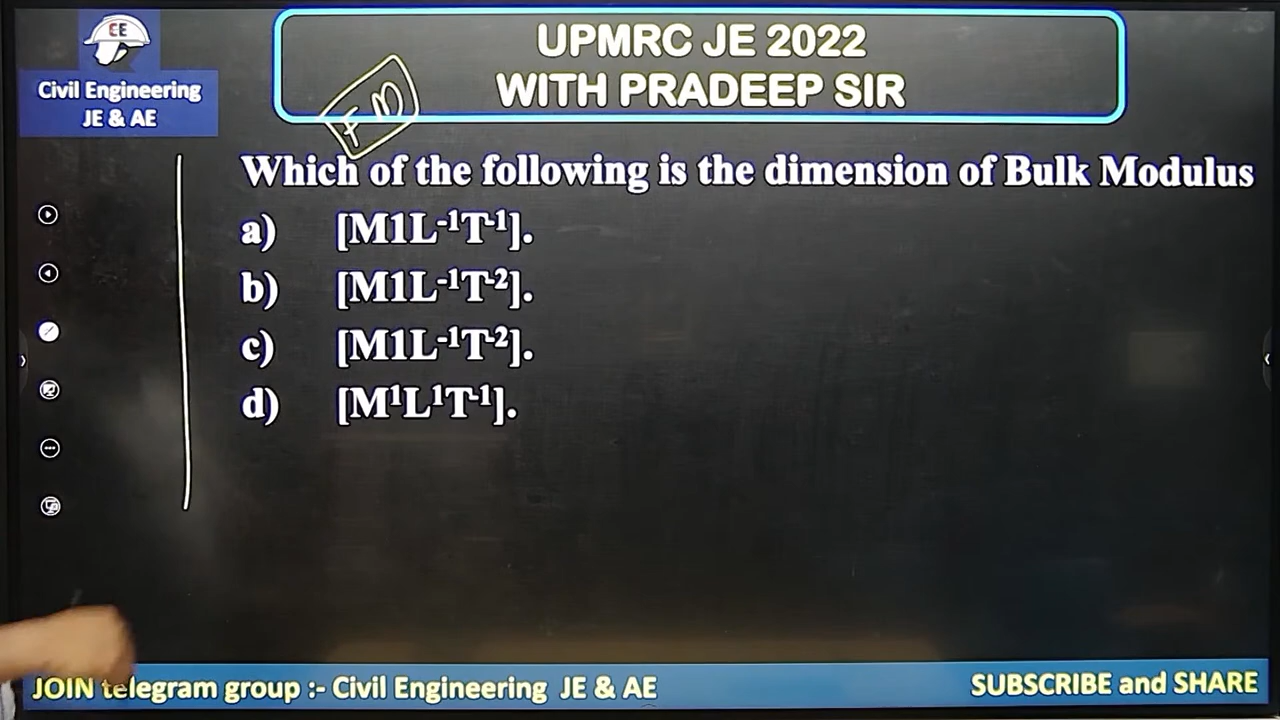 EE
Civil Engineering
JE & AE
UPMRC JE 2022
WITH PRADEEP SIR
Which of the following is the dimension of Bulk Modulus
a) [M1L⁻¹T⁻¹].
b) [M1L⁻¹T⁻²].
c) [M1L⁻¹T⁻²].
d) [M¹L¹T⁻¹].
JOIN telegram group :- Civil Engineering JE & AE
SUBSCRIBE and SHARE